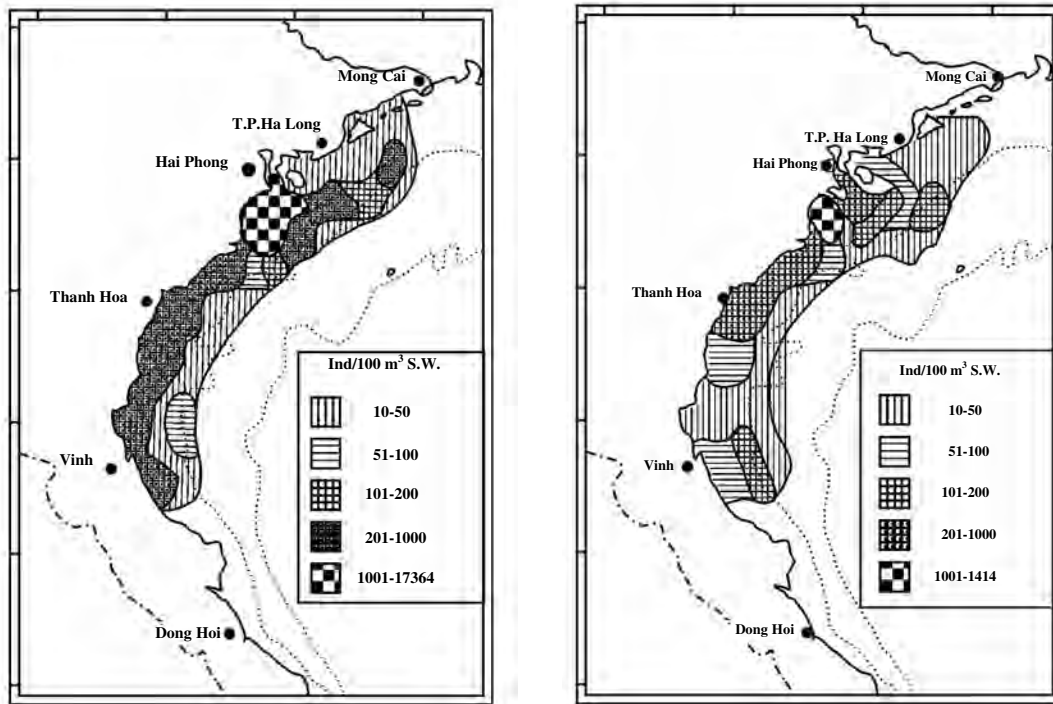 Mong Cai
T.P.Ha Long
Hai Phong
Thanh Hoa
Ind/100 m³ S.W.
10-50
51-100
101-200
201-1000
1001-17364
Vinh
Dong Hoi
Mong Cai
T.P. Ha Long
Hai Phong
Thanh Hoa
Ind/100 m³ S.W.
10-50
51-100
101-200
201-1000
1001-1414
Vinh
Dong Hoi